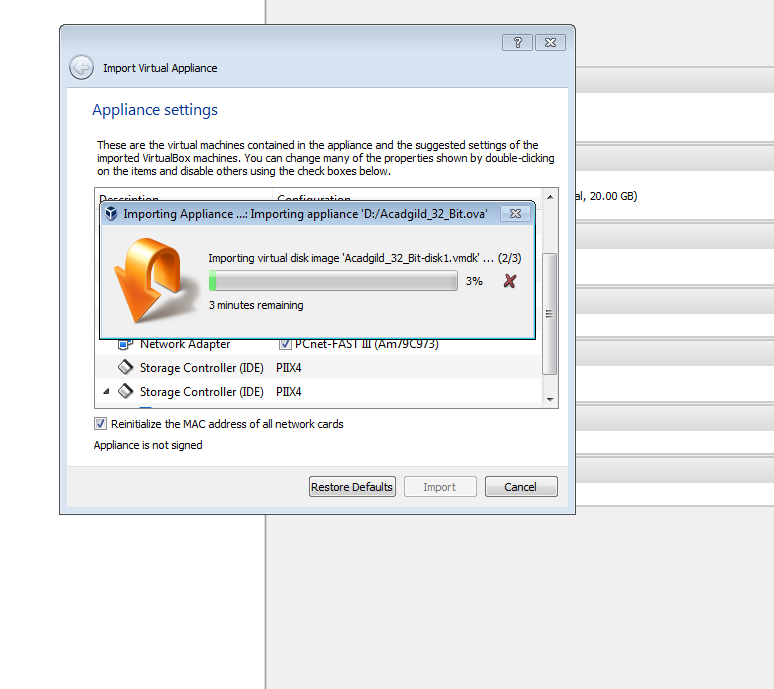 ?
Import Virtual Appliance
Appliance settings
These are the virtual machines contained in the appliance and the suggested settings of the
imported VirtualBox machines. You can change many of the properties shown by double-clicking
on the items and disable others using the check boxes below.
Description Configuration
al, 20.00 GB)
Importing Appliance ...: Importing appliance 'D:/Acadgild_32_Bit.ova'
Importing virtual disk image 'Acadgild_32_Bit-disk1.vmdk' ... (2/3)
3%
3 minutes remaining
Network Adapter PCnet-FAST III (Am79C973)
Storage Controller (IDE) PIIX4
Storage Controller (IDE) PIIX4
Reinitialize the MAC address of all network cards
Appliance is not signed
Restore Defaults Import Cancel